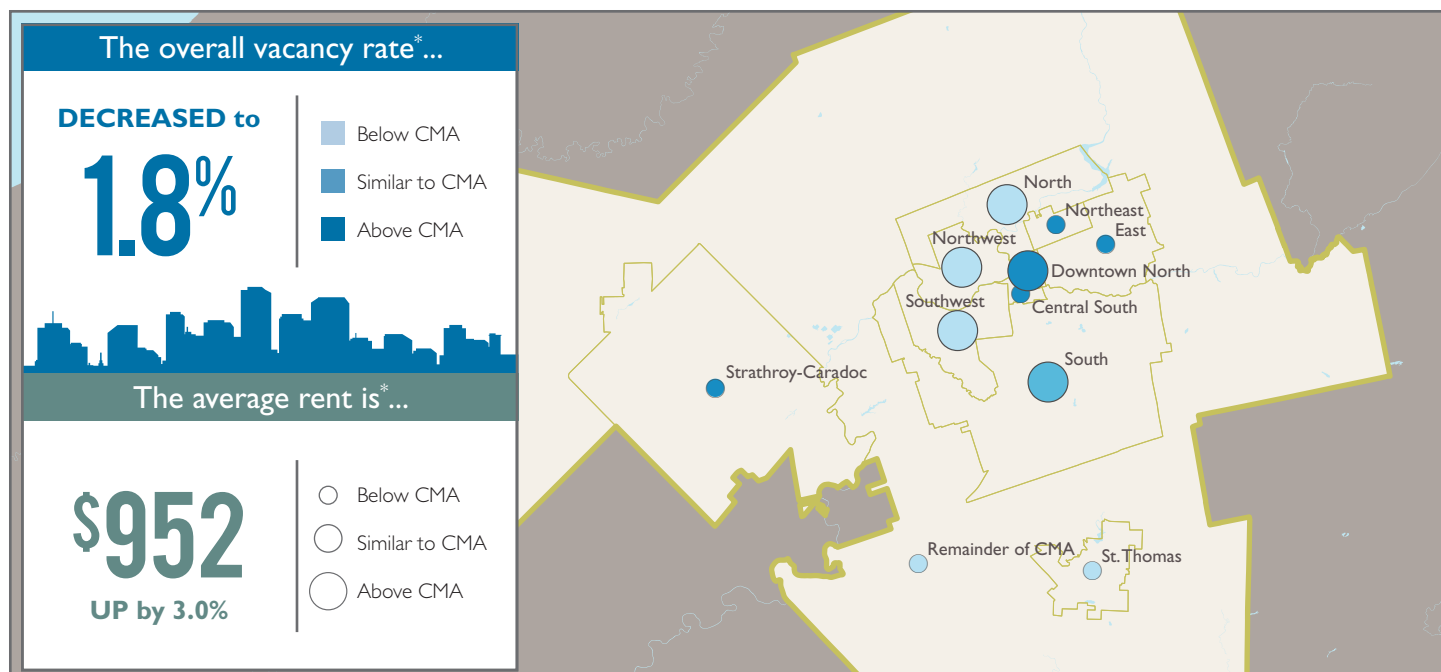 The overall vacancy rate*...
DECREASED to
1.8%
Below CMA
Similar to CMA
Above CMA
The average rent is*...
$952
UP by 3.0%
Below CMA
Similar to CMA
Above CMA
North
Northeast
East
Northwest
Downtown North
Southwest
Central South
Strathroy-Caradoc
South
Remainder of CMA
St. Thomas